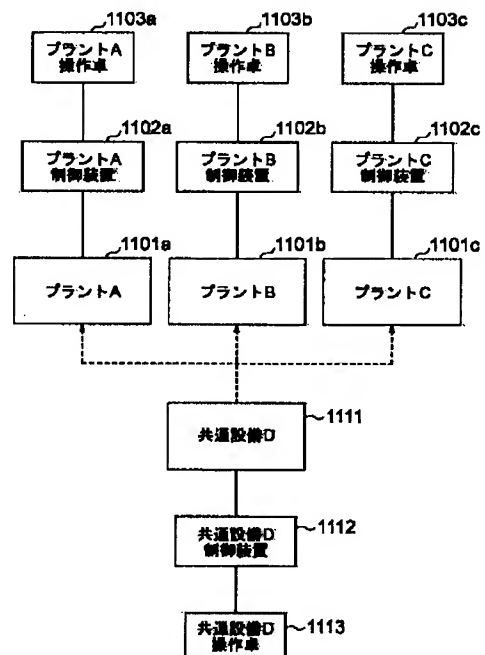 1103a
1103b
1103c
プラントA
操作卓
プラントB
操作卓
プラントC
操作卓
1102a
1102b
1102c
プラントA
制御装置
プラントB
制御装置
プラントC
制御装置
1101a
1101b
1101c
プラントA
プラントB
プラントC
共通設備D
1111
共通設備D
制御装置
1112
共通設備D
操作卓
1113